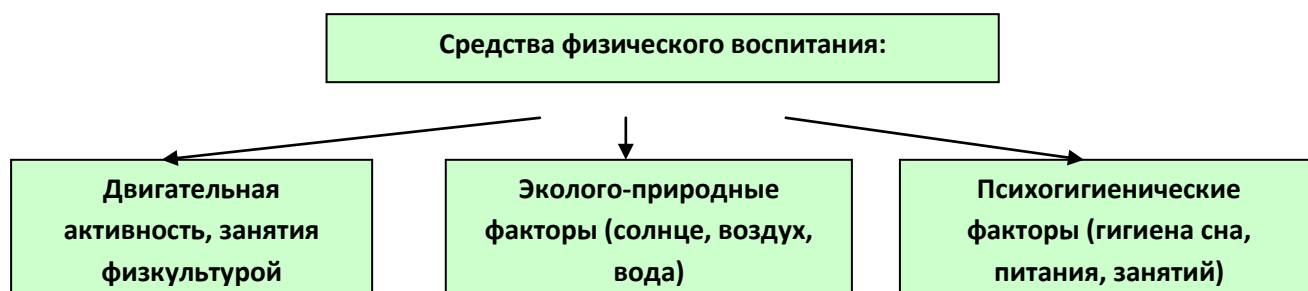 Средства физического воспитания:
Двигательная
активность, занятия
физкультурой
Эколого-природные
факторы (солнце, воздух,
вода)
Психогигиенические
факторы (гигиена сна,
питания, занятий)